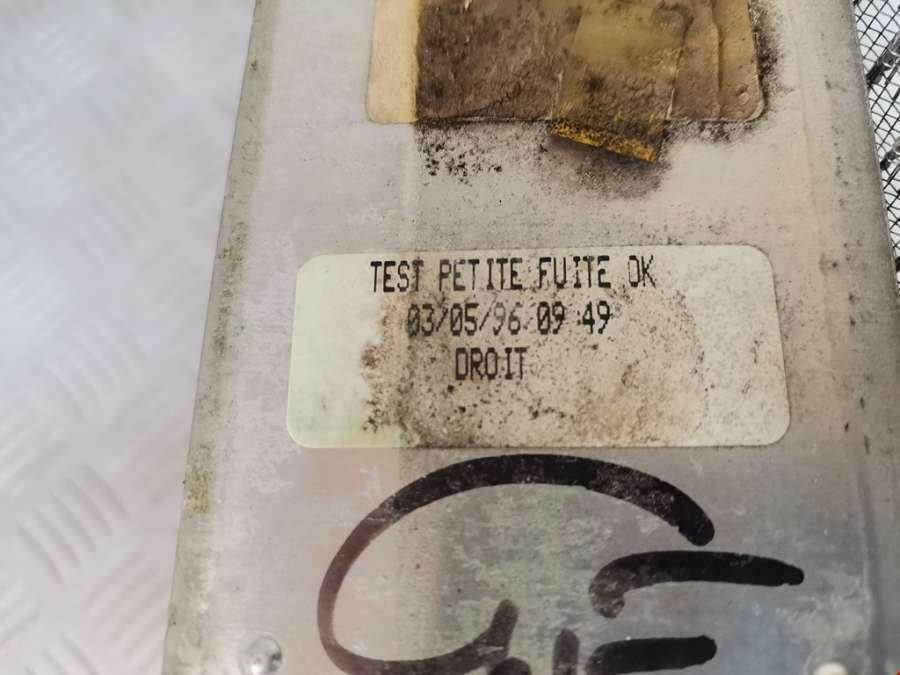 TEST PETITE FUITE OK
03/05/96 09 49
DROIT